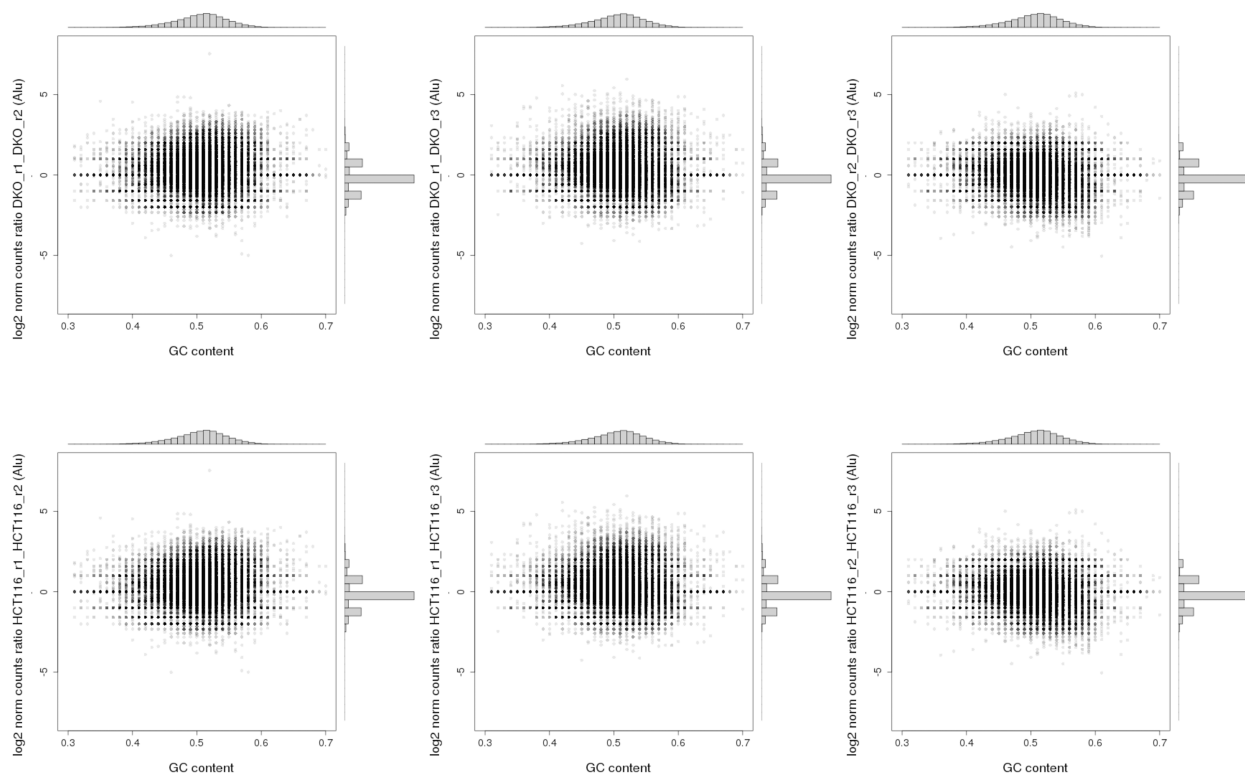 log2 norm counts ratio DKO_r1_DKO_r2 (Alu)
5
0
-5
0.3 0.4 0.5 0.6 0.7
GC content
log2 norm counts ratio DKO_r1_DKO_r3 (Alu)
5
0
-5
0.3 0.4 0.5 0.6 0.7
GC content
log2 norm counts ratio DKO_r2_DKO_r3 (Alu)
5
0
-5
0.3 0.4 0.5 0.6 0.7
GC content
log2 norm counts ratio HCT116_r1_HCT116_r2 (Alu)
5
0
-5
0.3 0.4 0.5 0.6 0.7
GC content
log2 norm counts ratio HCT116_r1_HCT116_r3 (Alu)
5
0
-5
0.3 0.4 0.5 0.6 0.7
GC content
log2 norm counts ratio HCT116_r2_HCT116_r3 (Alu)
5
0
-5
0.3 0.4 0.5 0.6 0.7
GC content